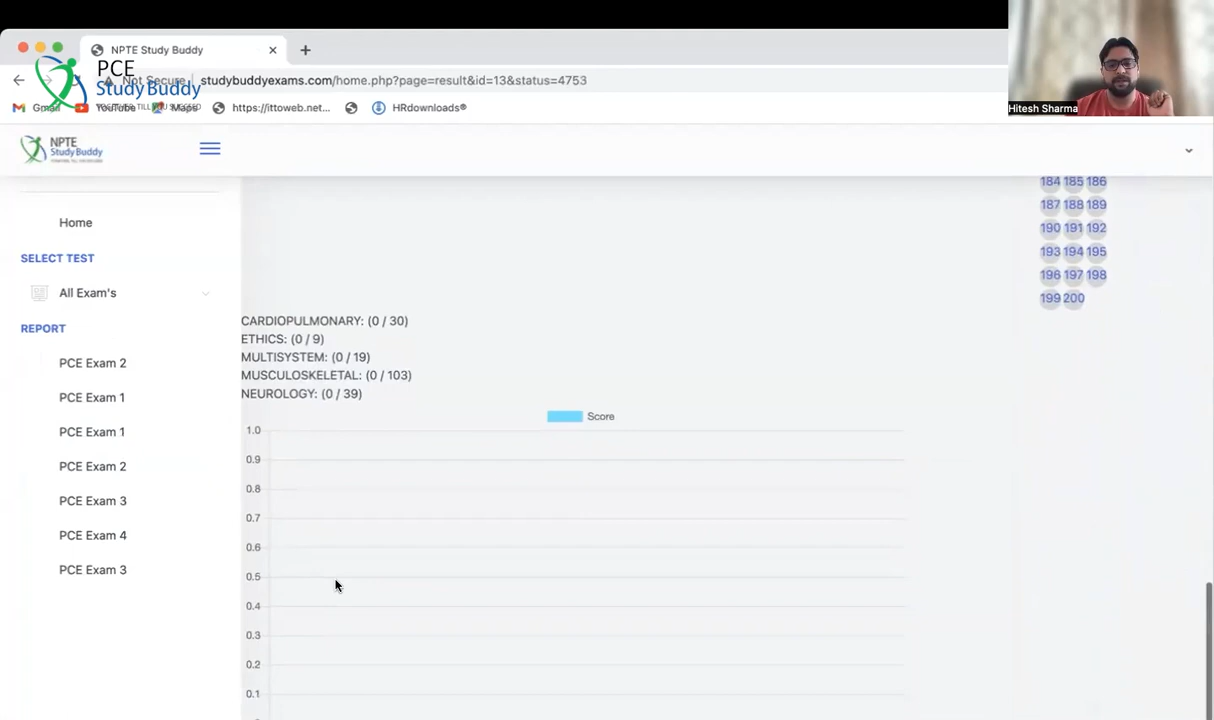 NPTE Study Buddy
PCE
StudyBuddy
Not Secure
studybuddyexams.com/home.php?page=result&id=13&status=4753
Gmail
YouTube
Maps
https://ittoweb.net...
HRdownloads®
Hitesh Sharma
NPTE
StudyBuddy
Home
SELECT TEST
All Exam's
REPORT
PCE Exam 2
PCE Exam 1
PCE Exam 1
PCE Exam 2
PCE Exam 3
PCE Exam 4
PCE Exam 3
184 185 186
187 188 189
190 191 192
193 194 195
196 197 198
199 200
CARDIOPULMONARY: (0 / 30)
ETHICS: (0 / 9)
MULTISYSTEM: (0 / 19)
MUSCULOSKELETAL: (0 / 103)
NEUROLOGY: (0 / 39)
Score
1.0
0.9
0.8
0.7
0.6
0.5
0.4
0.3
0.2
0.1